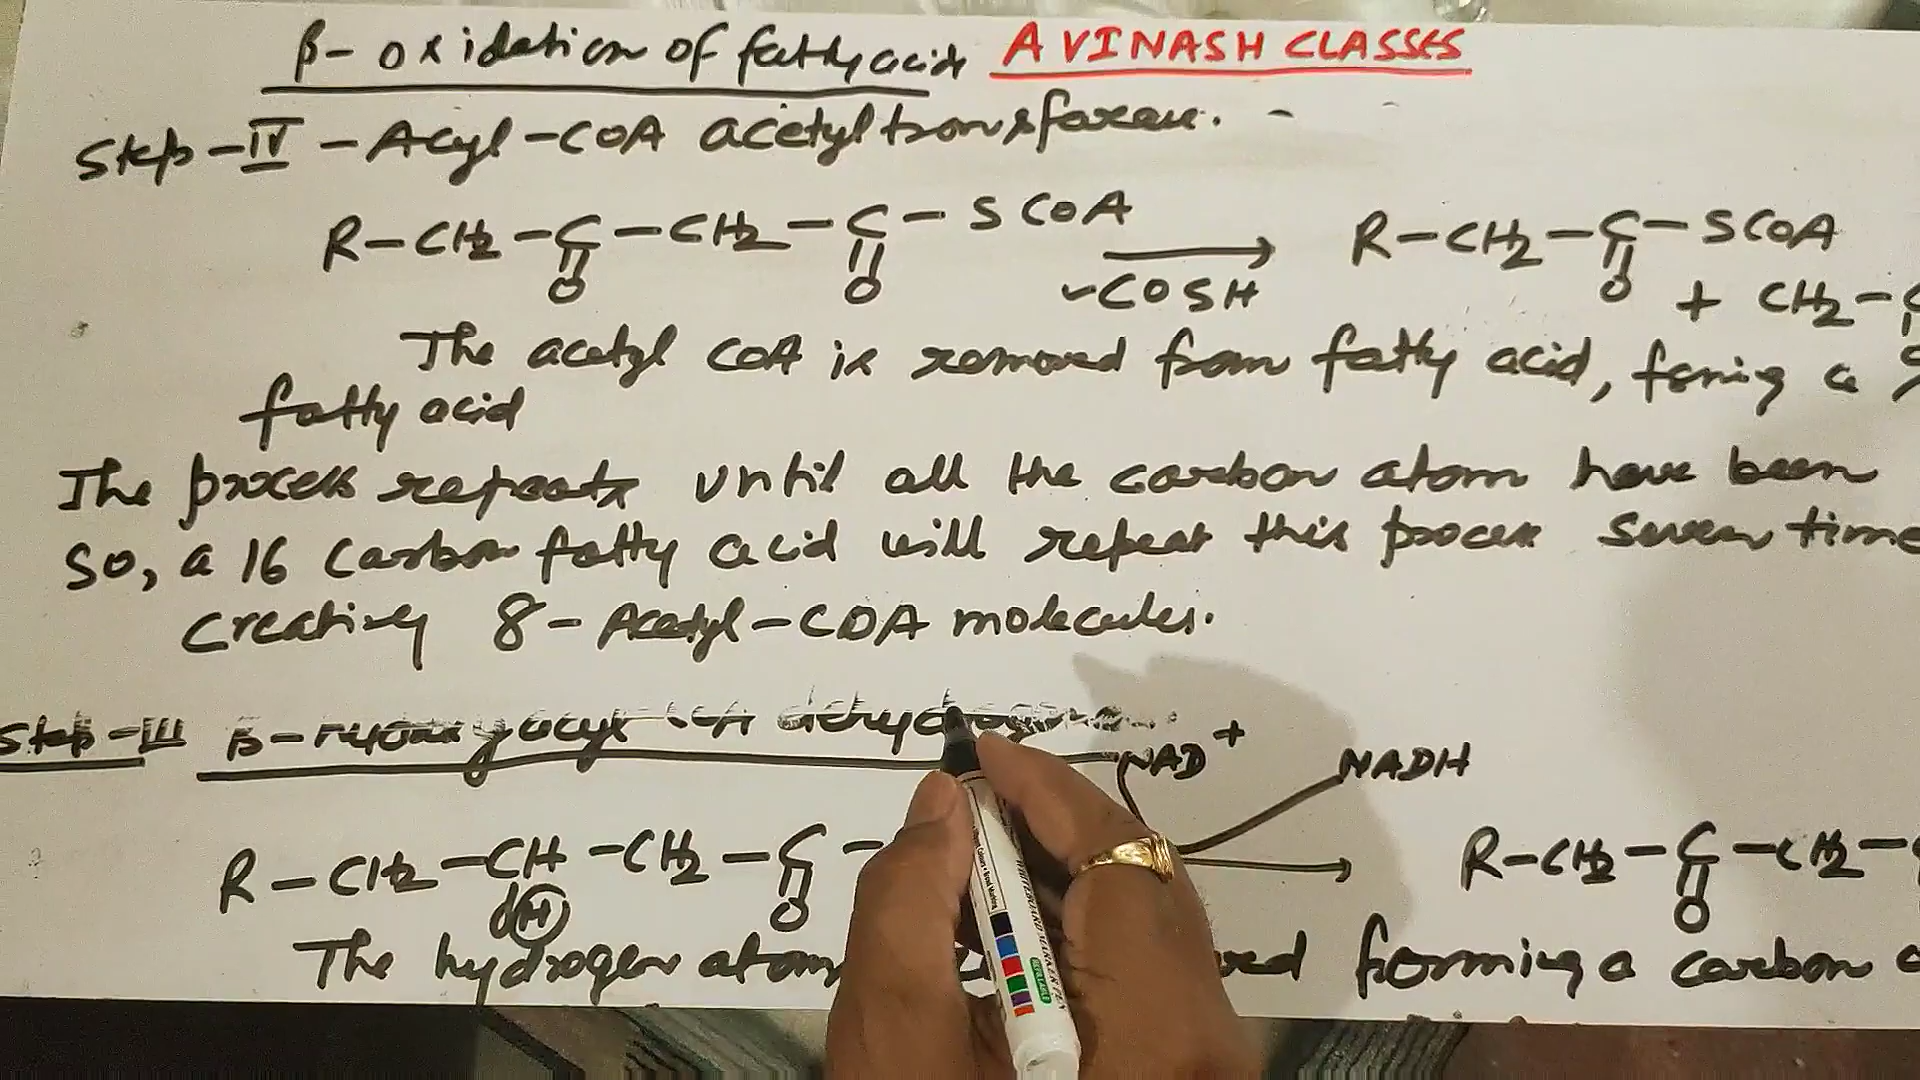 β- oxidation of fatty acid AVINASH CLASSES
Step-IV - Acyl-COA acetyltransferase. -
R-CH2-C-CH2-C-SCOA → R-CH2-C-SCOA
O O COSH O + CH2-
The acetyl COA is removed from fatty acid, forming a
fatty acid
The process repeats until all the carbon atom have been
So, a 16 Carbon fatty acid will repeat this process seven time
Creating 8-Acetyl-COA molecules.
Step-III β-
NAD+ NADH
R-CH2-CH-CH2-C- → R-CH2-C-CH2-
OH O O
The hydrogen atom forming a carbon